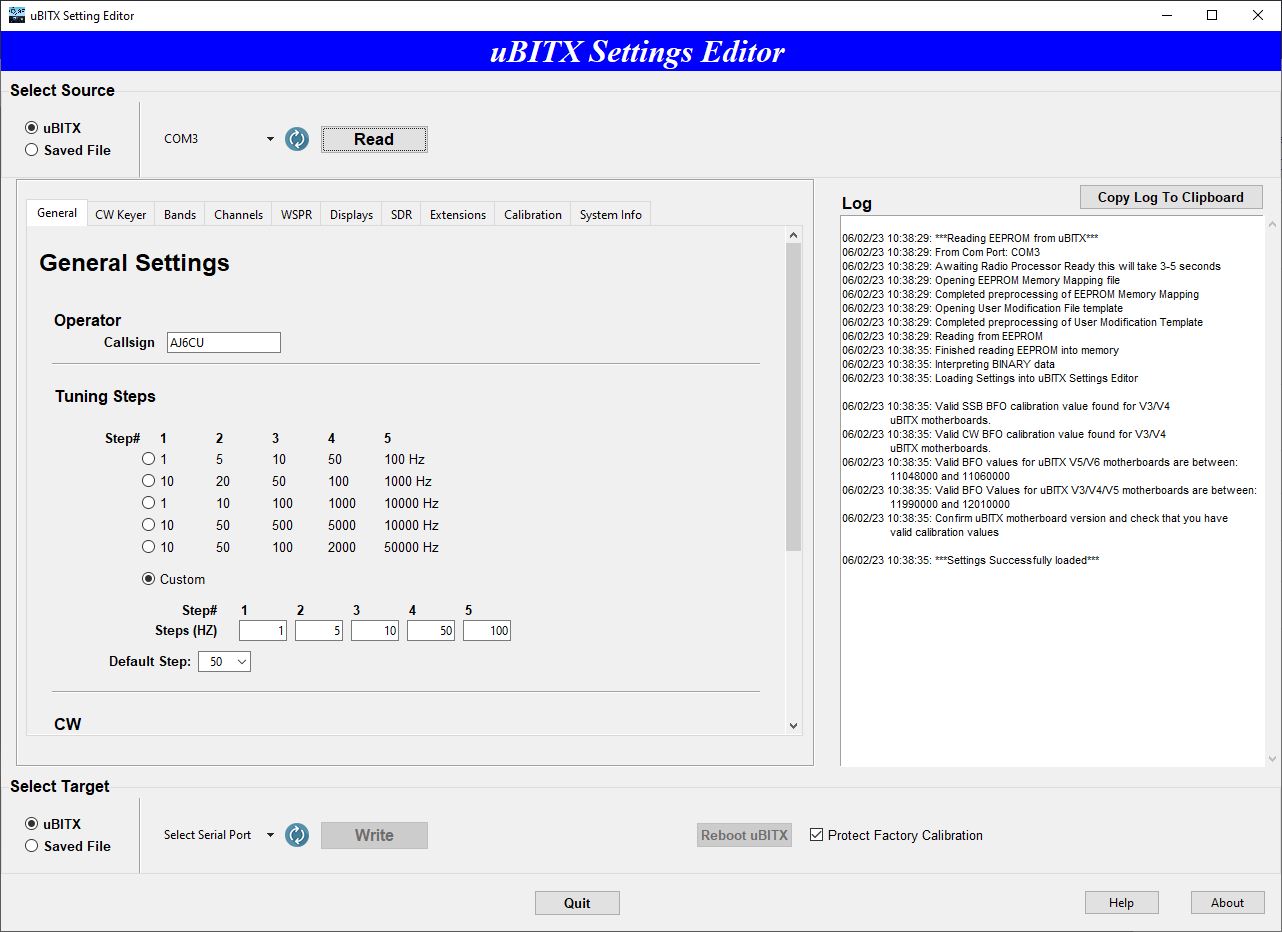 uBITX Setting Editor
uBITX Settings Editor
Select Source
uBITX
Saved File
COM3
Read
General CW Keyer Bands Channels WSPR Displays SDR Extensions Calibration System Info
General Settings
Operator
Callsign AJ6CU
Tuning Steps
Step# 1 2 3 4 5
1 5 10 50 100 Hz
10 20 50 100 1000 Hz
1 10 100 1000 10000 Hz
10 50 500 5000 10000 Hz
10 50 100 2000 50000 Hz
Custom
Step# 1 2 3 4 5
Steps (HZ) 1 5 10 50 100
Default Step: 50
CW
Log
Copy Log To Clipboard
06/02/23 10:38:29: ***Reading EEPROM from uBITX***
06/02/23 10:38:29: From Com Port: COM3
06/02/23 10:38:29: Awaiting Radio Processor Ready this will take 3-5 seconds
06/02/23 10:38:29: Opening EEPROM Memory Mapping file
06/02/23 10:38:29: Completed preprocessing of EEPROM Memory Mapping
06/02/23 10:38:29: Opening User Modification File template
06/02/23 10:38:29: Completed preprocessing of User Modification Template
06/02/23 10:38:29: Reading from EEPROM
06/02/23 10:38:35: Finished reading EEPROM into memory
06/02/23 10:38:35: Interpreting BINARY data
06/02/23 10:38:35: Loading Settings into uBITX Settings Editor
06/02/23 10:38:35: Valid SSB BFO calibration value found for V3/V4
uBITX motherboards.
06/02/23 10:38:35: Valid CW BFO calibration value found for V3/V4
uBITX motherboards.
06/02/23 10:38:35: Valid BFO values for uBITX V5/V6 motherboards are between:
11048000 and 11060000
06/02/23 10:38:35: Valid BFO Values for uBITX V3/V4/V5 motherboards are between:
11990000 and 12010000
06/02/23 10:38:35: Confirm uBITX motherboard version and check that you have
valid calibration values
06/02/23 10:38:35: ***Settings Successfully loaded***
Select Target
uBITX
Saved File
Select Serial Port
Write
Reboot uBITX
Protect Factory Calibration
Quit
Help
About